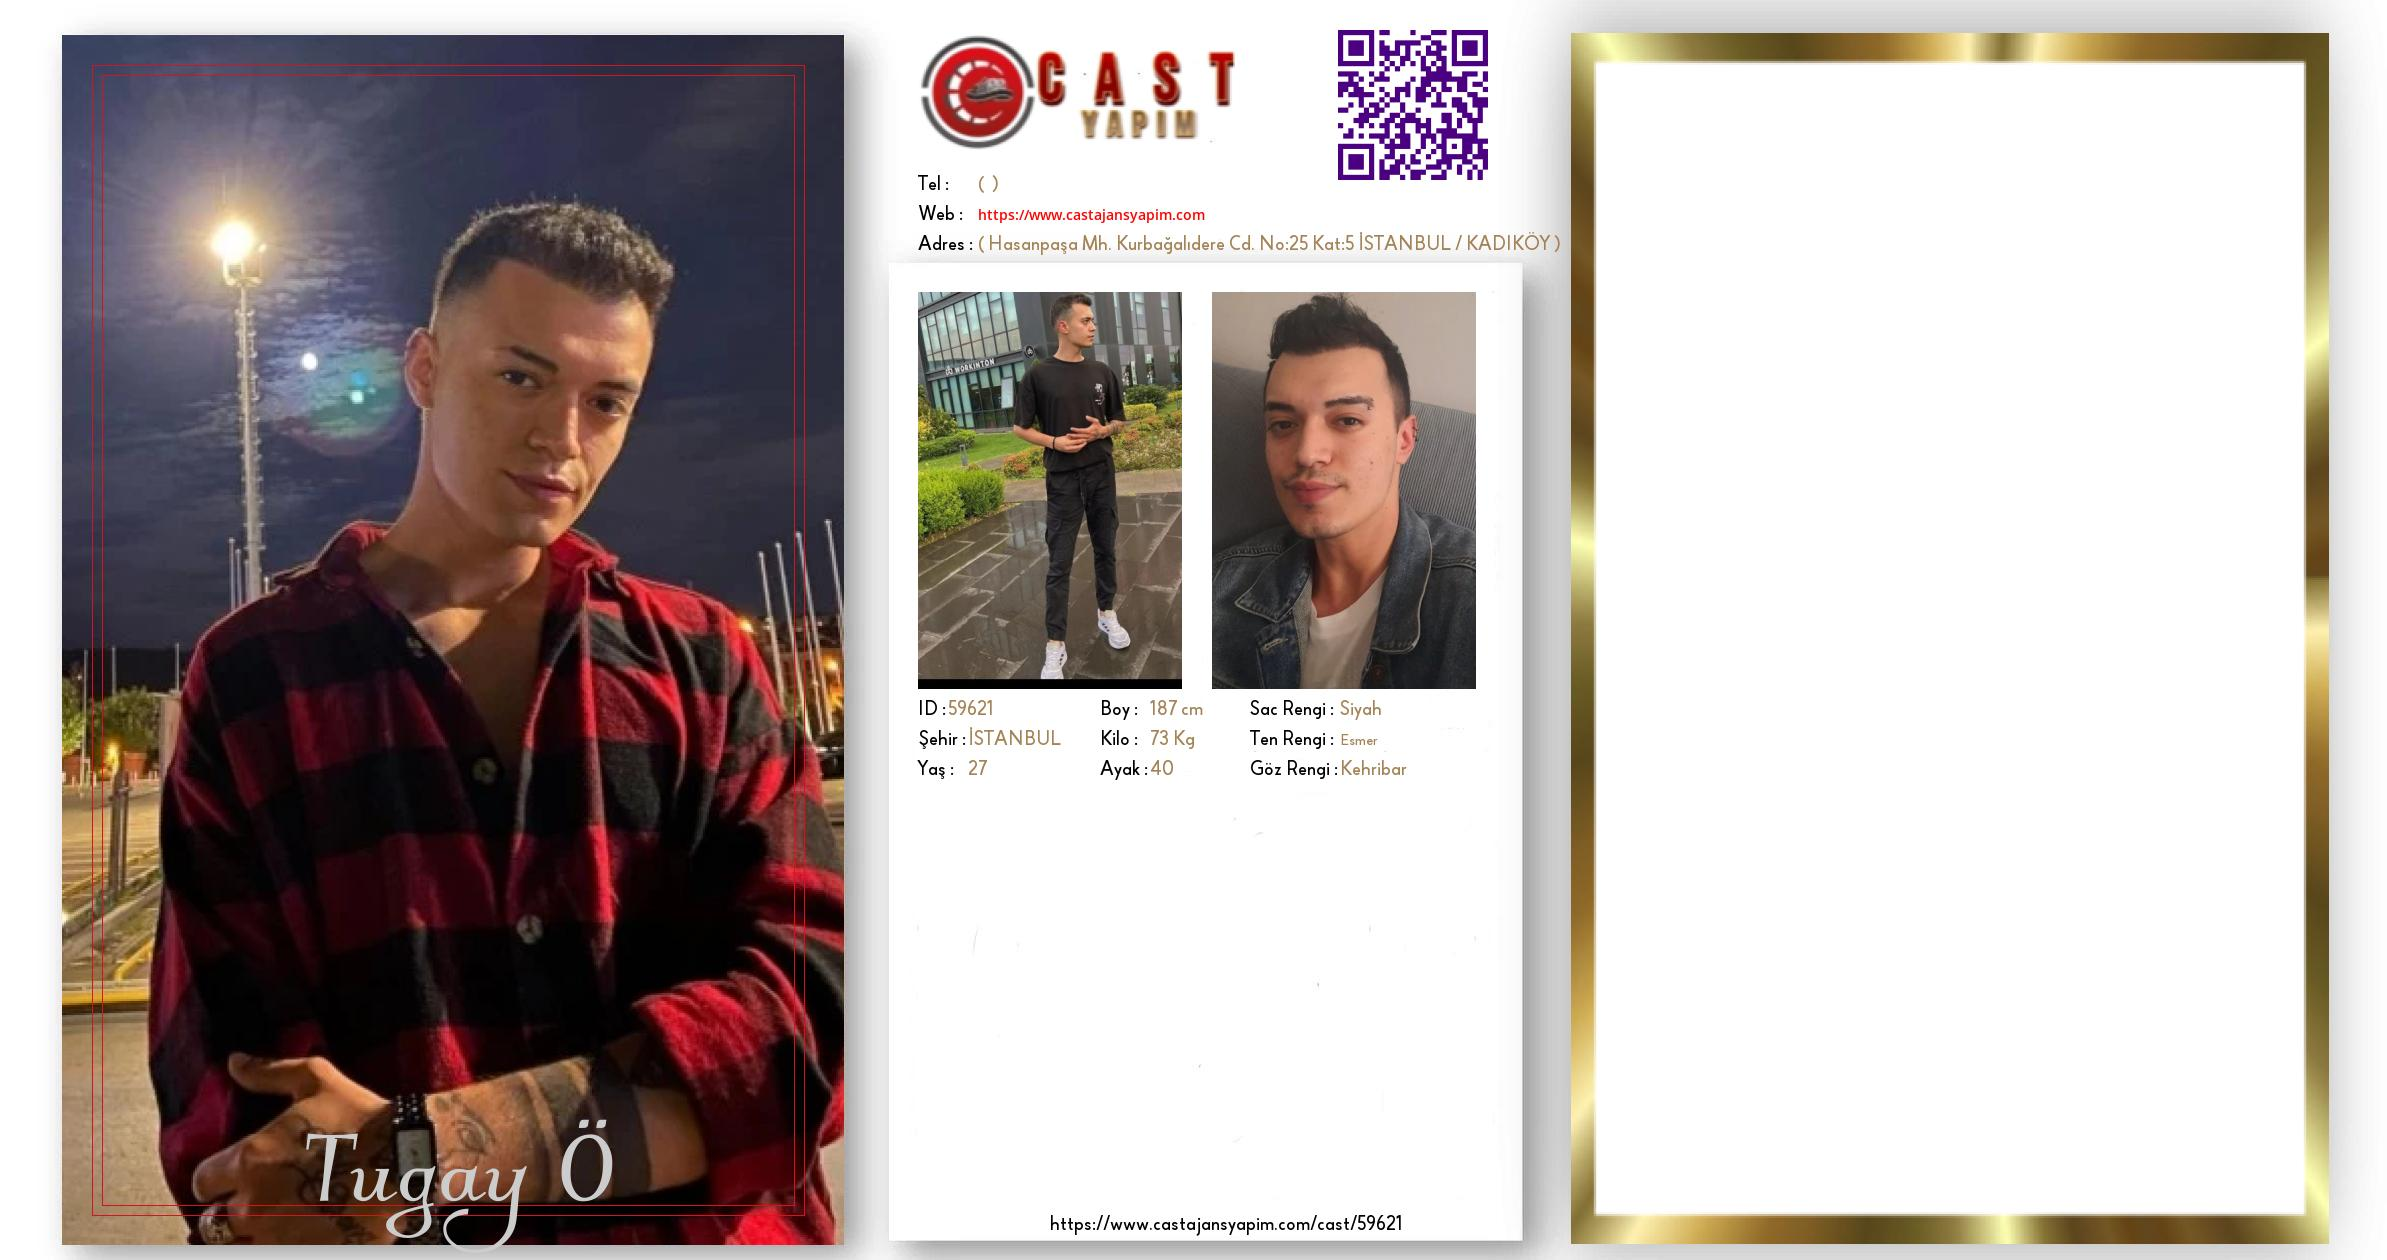 Tugay Ö
CAST
YAPIM
Tel : ( )
Web : https://www.castajansyapim.com
Adres : ( Hasanpaşa Mh. Kurbağalıdere Cd. No:25 Kat:5 İSTANBUL / KADIKÖY )
WORKINTON
ID : 59621 Boy : 187 cm Sac Rengi : Siyah
Şehir : İSTANBUL Kilo : 73 Kg Ten Rengi : Esmer
Yaş : 27 Ayak : 40 Göz Rengi : Kehribar
https://www.castajansyapim.com/cast/59621